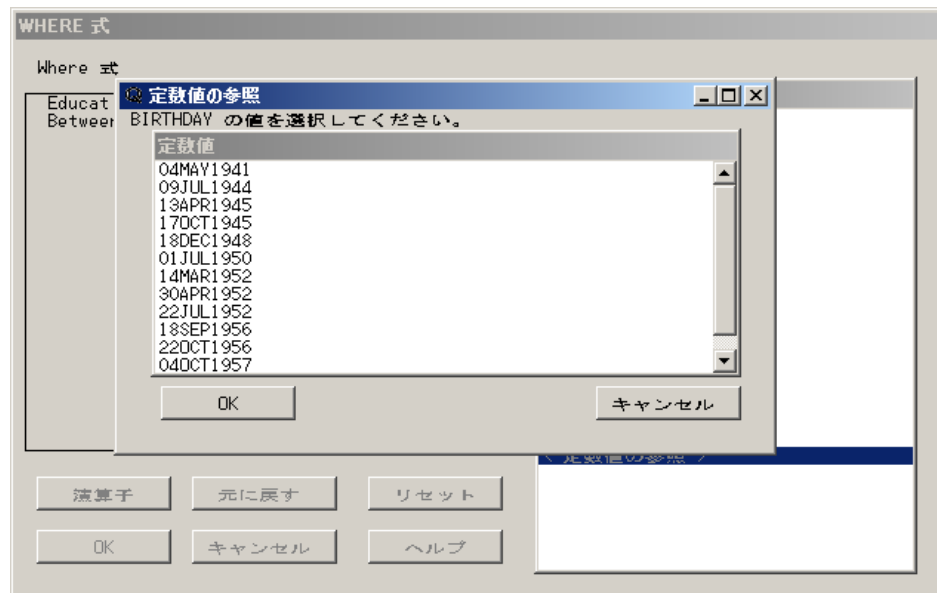 WHERE 式
Where 式
Educat
Between
定数値の参照
BIRTHDAY の値を選択してください。
定数値
04MAY1941
09JUL1944
13APR1945
17OCT1945
18DEC1948
01JUL1950
14MAR1952
30APR1952
22JUL1952
18SEP1956
22OCT1956
04OCT1957
OK
キャンセル
< 定数値の参照 >
演算子
元に戻す
リセット
OK
キャンセル
ヘルプ